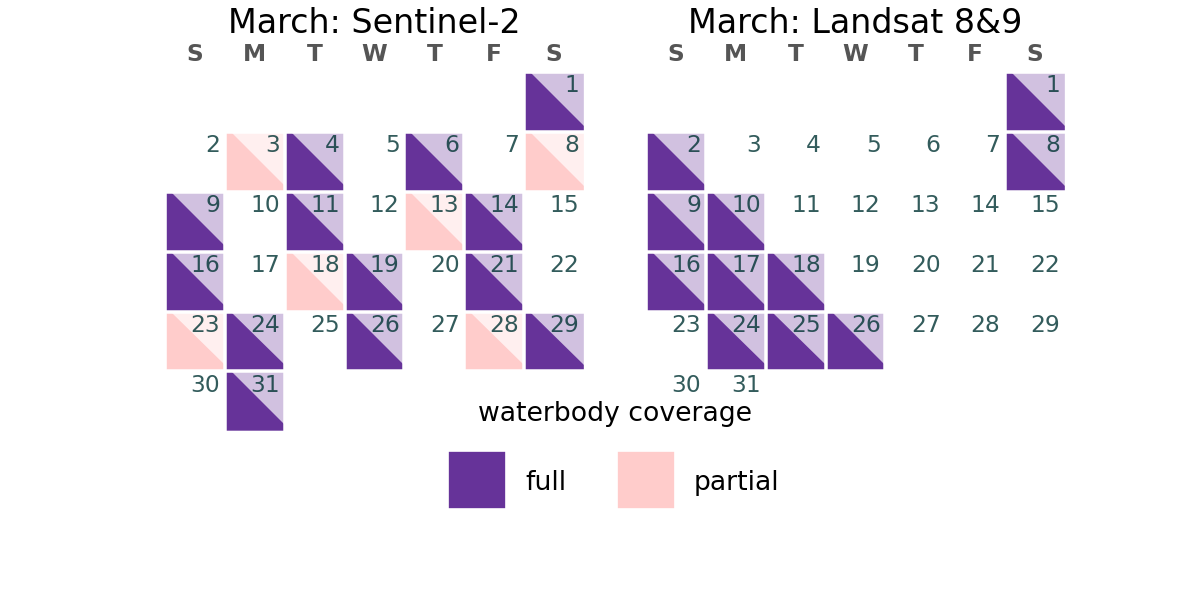 March: Sentinel-2
S M T W T F S
1
2 3 4 5 6 7 8
9 10 11 12 13 14 15
16 17 18 19 20 21 22
23 24 25 26 27 28 29
30 31
March: Landsat 8&9
S M T W T F S
1
2 3 4 5 6 7 8
9 10 11 12 13 14 15
16 17 18 19 20 21 22
23 24 25 26 27 28 29
30 31
waterbody coverage
full partial